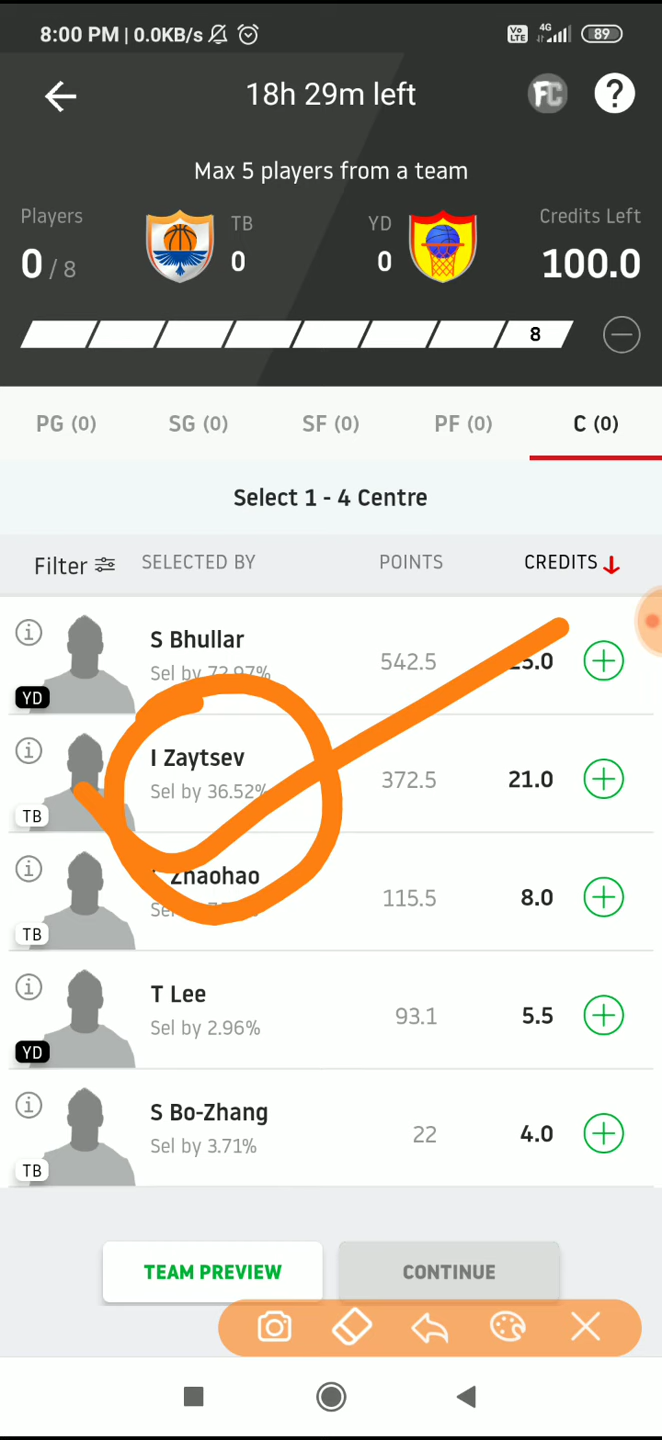 8:00 PM | 0.0KB/s
Vo LTE 4G 89
18h 29m left
FC ?
Max 5 players from a team
Players TB YD Credits Left
0 / 8 0 0 100.0
8
PG (0) SG (0) SF (0) PF (0) C (0)
Select 1 - 4 Centre
Filter SELECTED BY POINTS CREDITS
S Bhullar
Sel by 72.97% 542.5
YD
I Zaytsev
Sel by 36.52% 372.5 21.0
TB
Zhaohao
115.5 8.0
TB
T Lee
Sel by 2.96% 93.1 5.5
YD
S Bo-Zhang
Sel by 3.71% 22 4.0
TB
TEAM PREVIEW CONTINUE